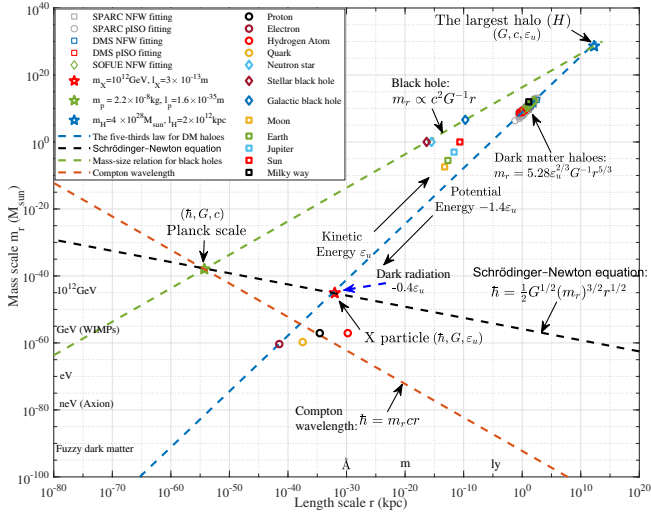 SPARC NFW fitting
SPARC pISO fitting
DMS NFW fitting
DMS pISO fitting
SOFUE NFW fitting
m_X=10^12GeV, l_X=3× 10^-13m
m_p = 2.2×10^-8kg, l_p=1.6×10^-35m
m_H=4 ×10^28M_sun, l_H=2×10^12kpc
The five-thirds law for DM haloes
Schrödinger-Newton equation
Mass-size relation for black holes
Compton wavelength
Proton
Electron
Hydrogen Atom
Quark
Neutron star
Stellar black hole
Galactic black hole
Moon
Earth
Jupiter
Sun
Milky way
The largest halo (H)
(G, c, ε_u)
Black hole:
m_r ∝ c^2G^-1r
Dark matter haloes:
m_r = 5.28ε_u^2/3G^-1r^5/3
Potential
Energy −1.4ε_u
Kinetic
Energy ε_u
(ħ, G, c)
Planck scale
Dark radiation
-0.4ε_u
Schrödinger-Newton equation:
ħ = 1/2G^1/2(m_r)^3/2r^1/2
X particle (ħ, G, ε_u)
Compton
wavelength: ħ = m_rcr
10^12GeV
GeV (WIMPs)
eV
neV (Axion)
Fuzzy dark matter
Å
m
ly
10^40
10^20
10^0
10^-20
10^-40
10^-60
10^-80
10^-100
Mass scale m_r (M_sun)
10^-80
10^-70
10^-60
10^-50
10^-40
10^-30
10^-20
10^-10
10^0
10^10
10^20
Length scale r (kpc)